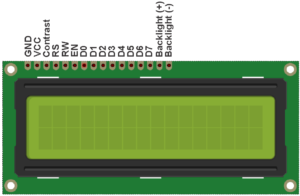 GND
VCC
Contrast
RS
RW
EN
D0
D1
D2
D3
D4
D5
D6
D7
Backlight (+)
Backlight (-)